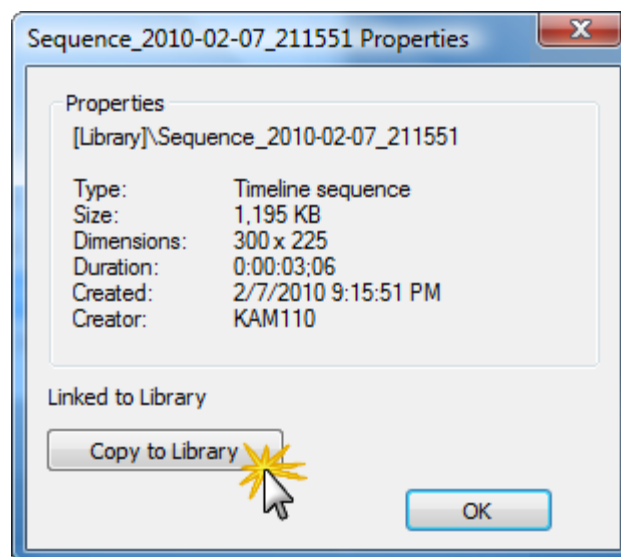 Sequence_2010-02-07_211551 Properties
Properties
[Library]\Sequence_2010-02-07_211551
Type: Timeline sequence
Size: 1,195 KB
Dimensions: 300 x 225
Duration: 0:00:03;06
Created: 2/7/2010 9:15:51 PM
Creator: KAM110
Linked to Library
Copy to Library
OK